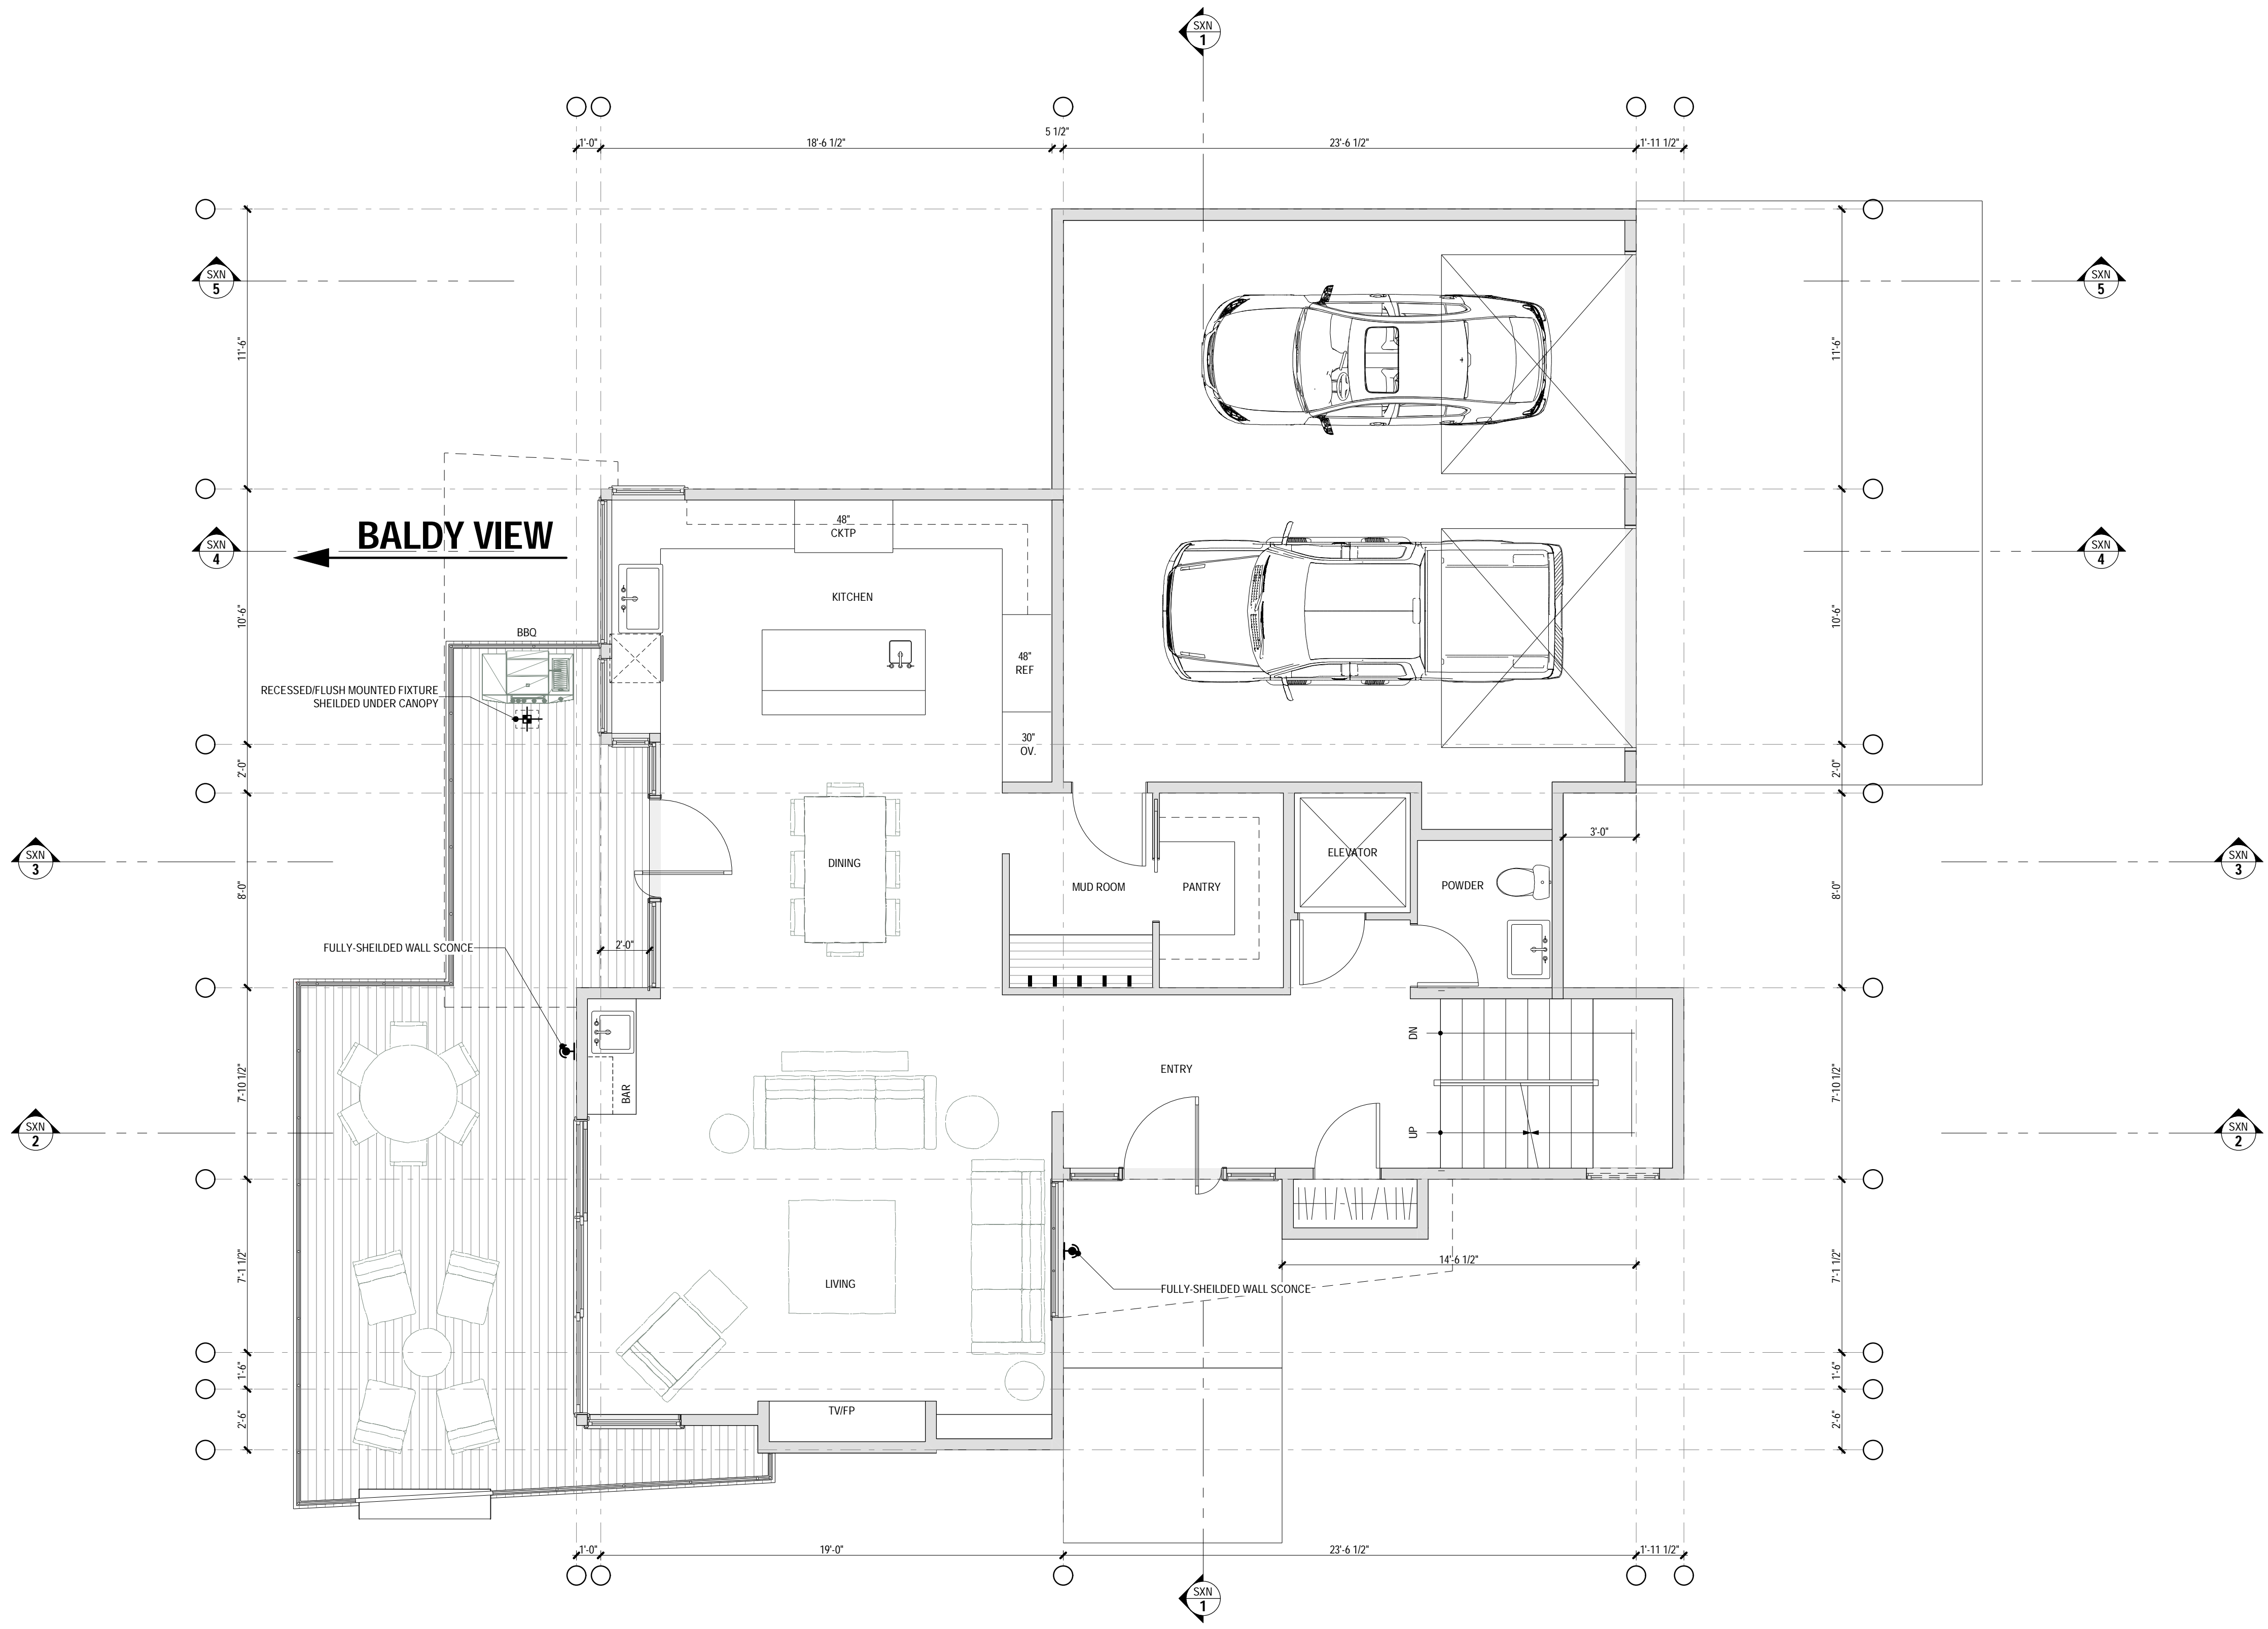 SXN
1
5 1/2"
1'-0"
18'-6 1/2"
23'-6 1/2"
1'-11 1/2"
SXN
5
SXN
5
11'-6"
11'-6"
BALDY VIEW
48"
CKTP
SXN
4
SXN
4
KITCHEN
10'-6"
10'-6"
BBQ
48"
REF
RECESSED/FLUSH MOUNTED FIXTURE
SHEILDED UNDER CANOPY
30"
OV.
2'-0"
2'-0"
3'-0"
SXN
3
DINING
ELEVATOR
SXN
3
8'-0"
MUD ROOM
PANTRY
POWDER
8'-0"
FULLY-SHEILDED WALL SCONCE
2'-0"
DN
7'-10 1/2"
ENTRY
7'-10 1/2"
BAR
SXN
2
UP
SXN
2
7'-1 1/2"
14'-6 1/2"
7'-1 1/2"
LIVING
FULLY-SHEILDED WALL SCONCE
1'-6"
1'-6"
TV/FP
2'-6"
2'-6"
1'-0"
19'-0"
23'-6 1/2"
1'-11 1/2"
SXN
1